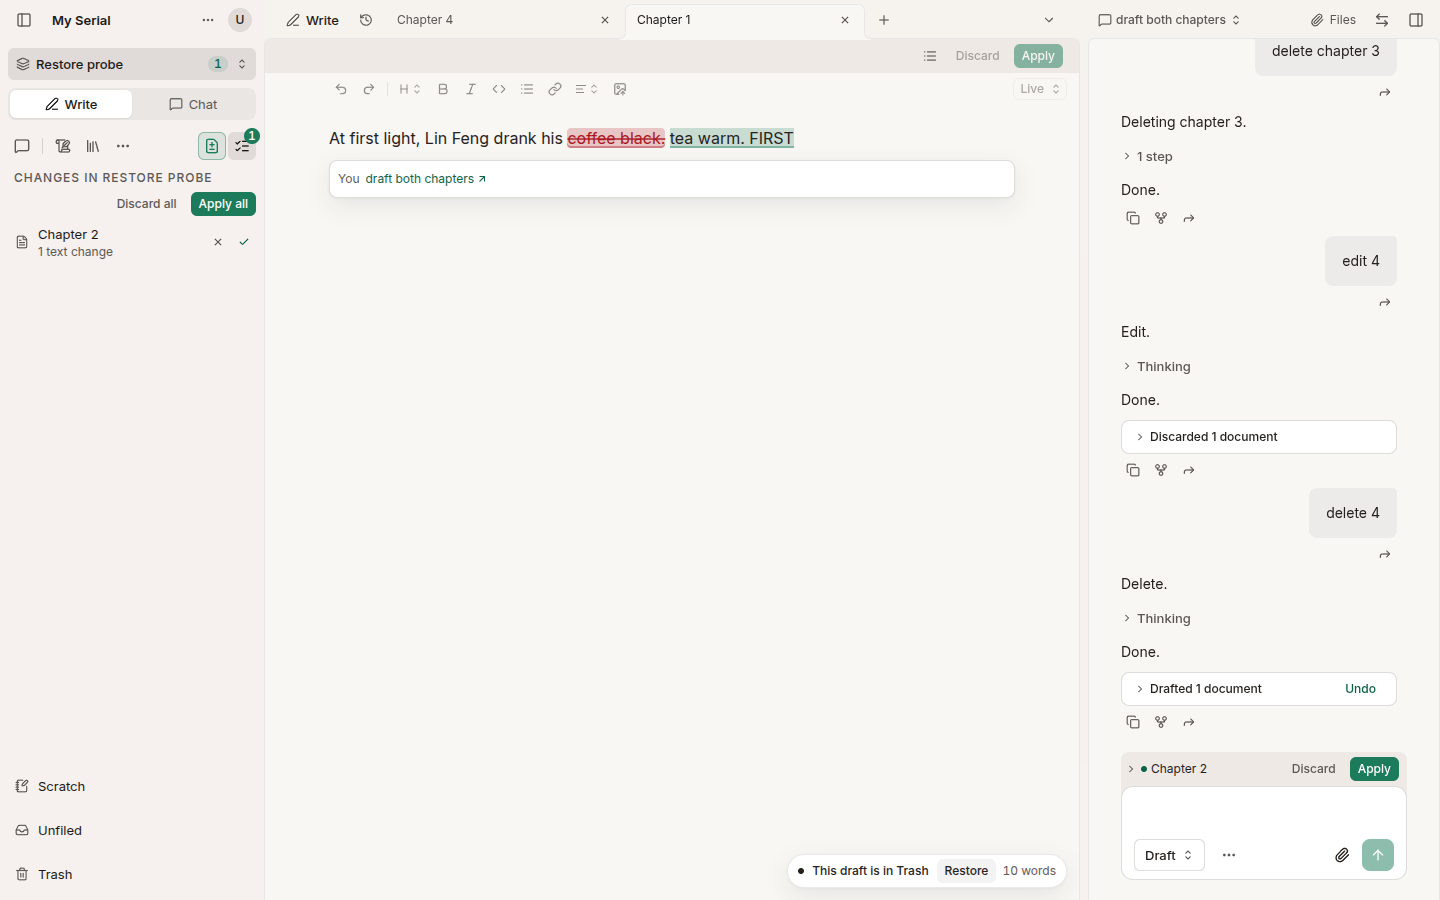 My Serial
U
Restore probe
1
Write
Chat
1
CHANGES IN RESTORE PROBE
Discard all
Apply all
Chapter 2
1 text change
Scratch
Unfiled
Trash
Write
Chapter 4
Chapter 1
Discard
Apply
H
B
I
Live
At first light, Lin Feng drank his coffee black. tea warm. FIRST
You draft both chapters
This draft is in Trash
Restore
10 words
draft both chapters
Files
delete chapter 3
Deleting chapter 3.
1 step
Done.
edit 4
Edit.
Thinking
Done.
Discarded 1 document
delete 4
Delete.
Thinking
Done.
Drafted 1 document
Undo
Chapter 2
Discard
Apply
Draft